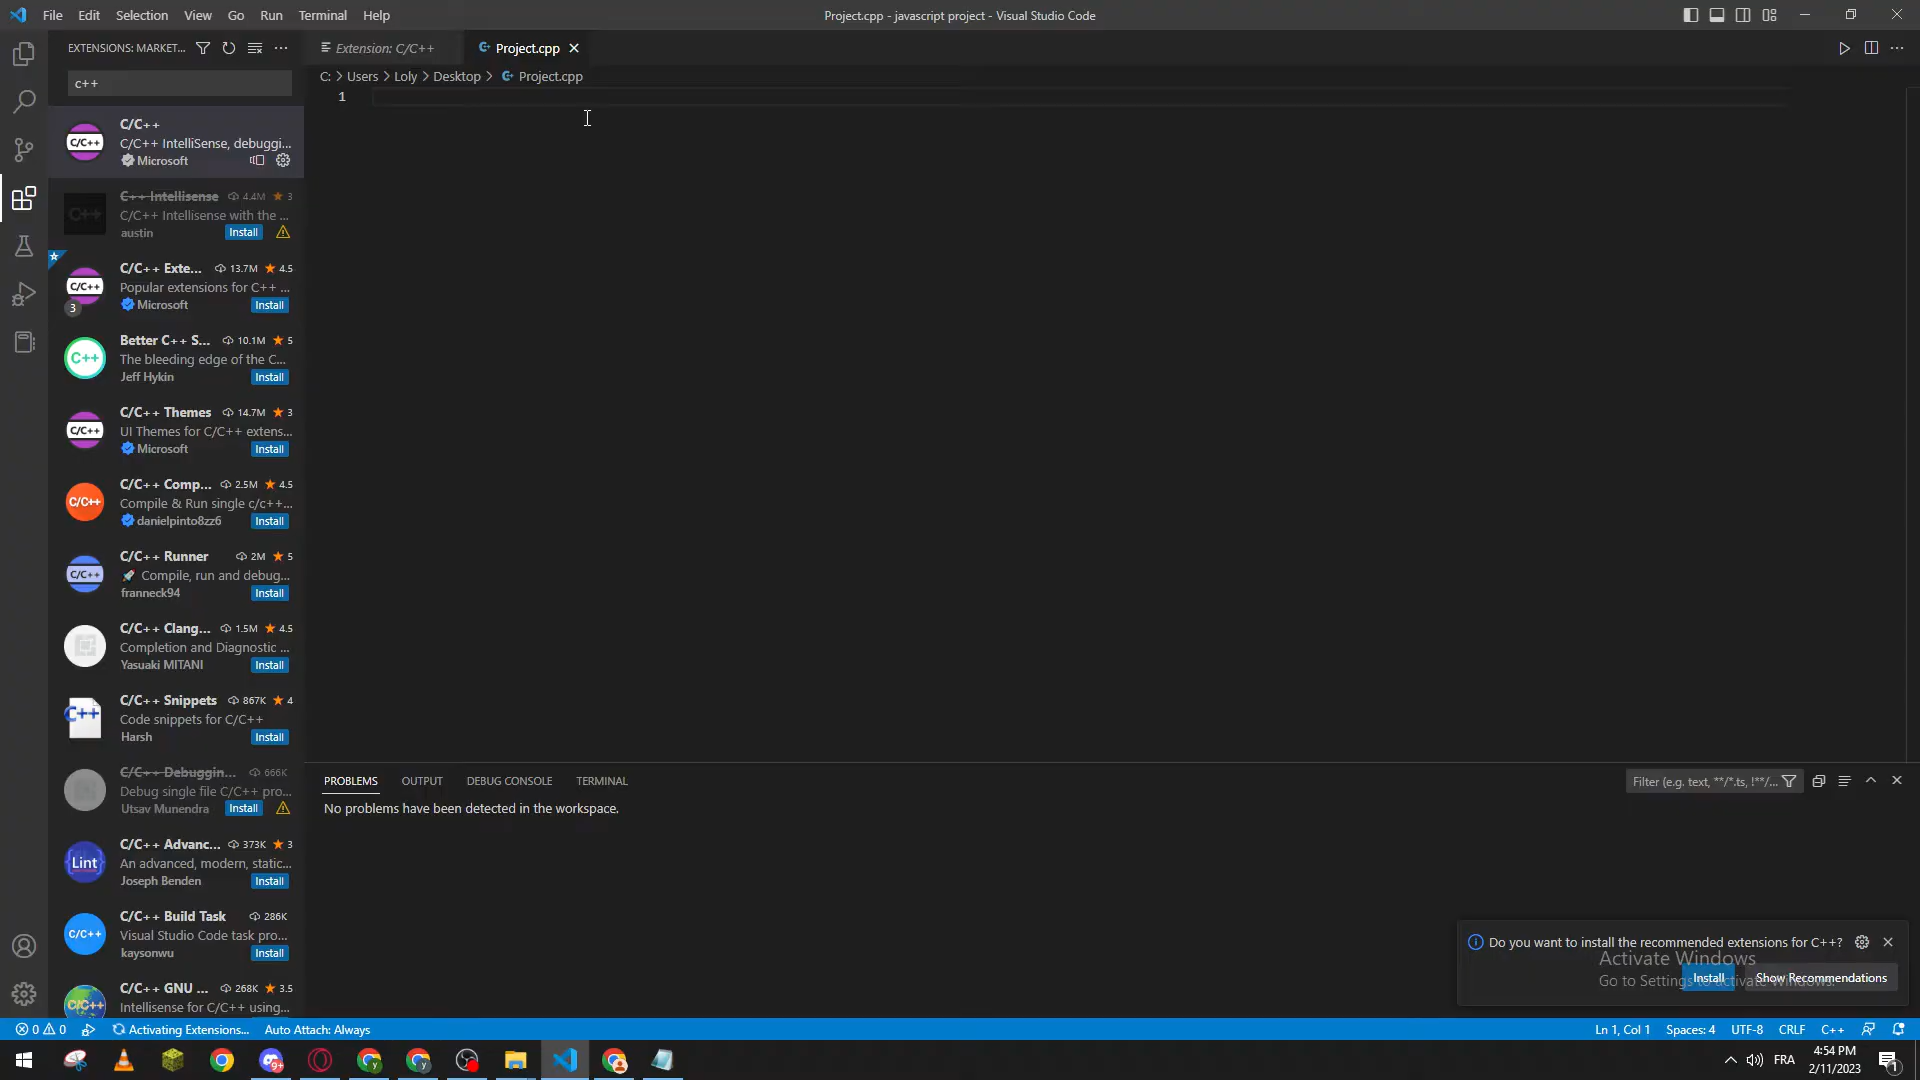 File Edit Selection View Go Run Terminal Help
Project.cpp - javascript project - Visual Studio Code
EXTENSIONS: MARKET...
c++
C/C++
C/C++
C/C++ IntelliSense, debuggi...
Microsoft
C++
C++ Intellisense 4.4M 3
C/C++ Intellisense with the ...
austin Install
C/C++
3
C/C++ Exte... 13.7M 4.5
Popular extensions for C++ ...
Microsoft Install
C++
Better C++ S... 10.1M 5
The bleeding edge of the C...
Jeff Hykin Install
C/C++
C/C++ Themes 14.7M 3
UI Themes for C/C++ extens...
Microsoft Install
C/C++
C/C++ Comp... 2.5M 4.5
Compile & Run single c/c++...
danielpinto8zz6 Install
C/C++
C/C++ Runner 2M 5
🚀 Compile, run and debug...
franneck94 Install
C/C++ Clang... 1.5M 4.5
Completion and Diagnostic ...
Yasuaki MITANI Install
C++
C/C++ Snippets 867K 4
Code snippets for C/C++
Harsh Install
C/C++ Debuggin... 666K
Debug single file C/C++ pro...
Utsav Munendra Install
Lint
C/C++ Advanc... 373K 3
An advanced, modern, static...
Joseph Benden Install
C/C++
C/C++ Build Task 286K
Visual Studio Code task pro...
kaysonwu Install
C/C++
C/C++ GNU ... 268K 3.5
Intellisense for C/C++ using...
Extension: C/C++
Project.cpp
C: > Users > Loly > Desktop > Project.cpp
1
PROBLEMS OUTPUT DEBUG CONSOLE TERMINAL
Filter (e.g. text, **/*.ts, !**/...
No problems have been detected in the workspace.
Do you want to install the recommended extensions for C++?
Install Show Recommendations
Activate Windows
Go to Settings to activate Windows.
0 0 Activating Extensions... Auto Attach: Always
Ln 1, Col 1 Spaces: 4 UTF-8 CRLF C++
9+
FRA
4:54 PM
2/11/2023
1